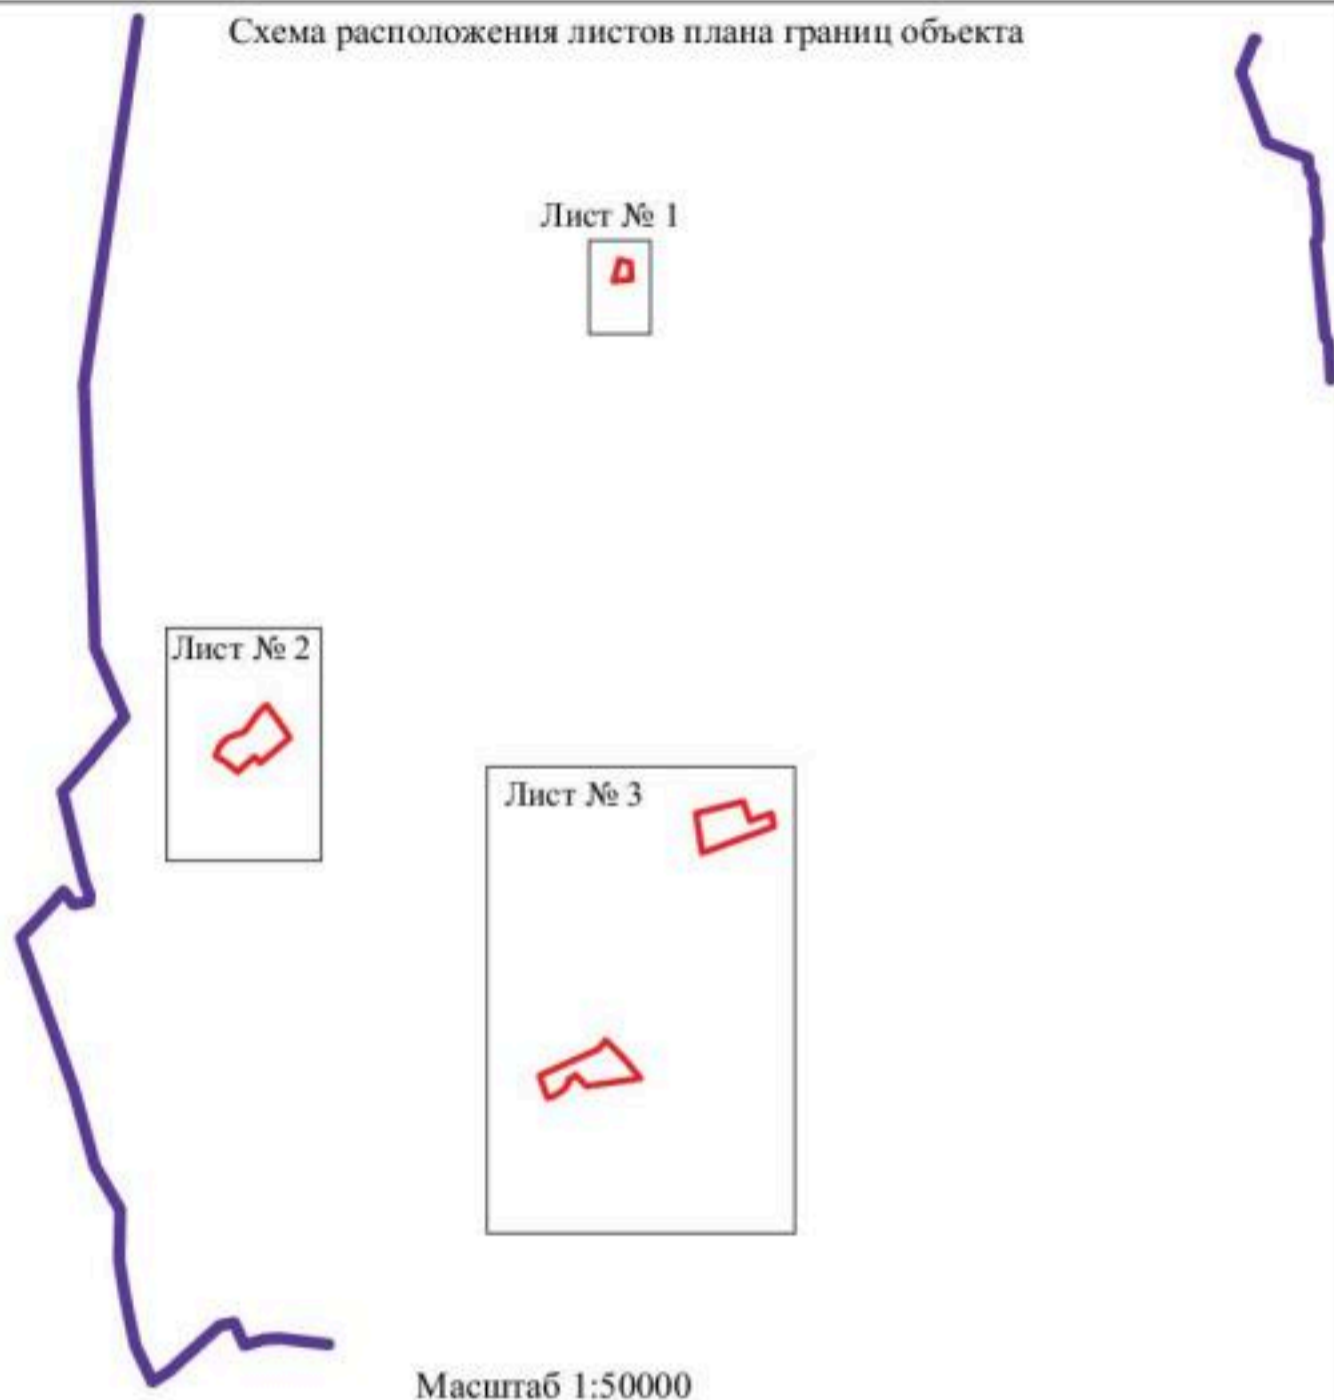 Схема расположения листов плана границ объекта
Лист № 1
Лист № 2
Лист № 3
Масштаб 1:50000